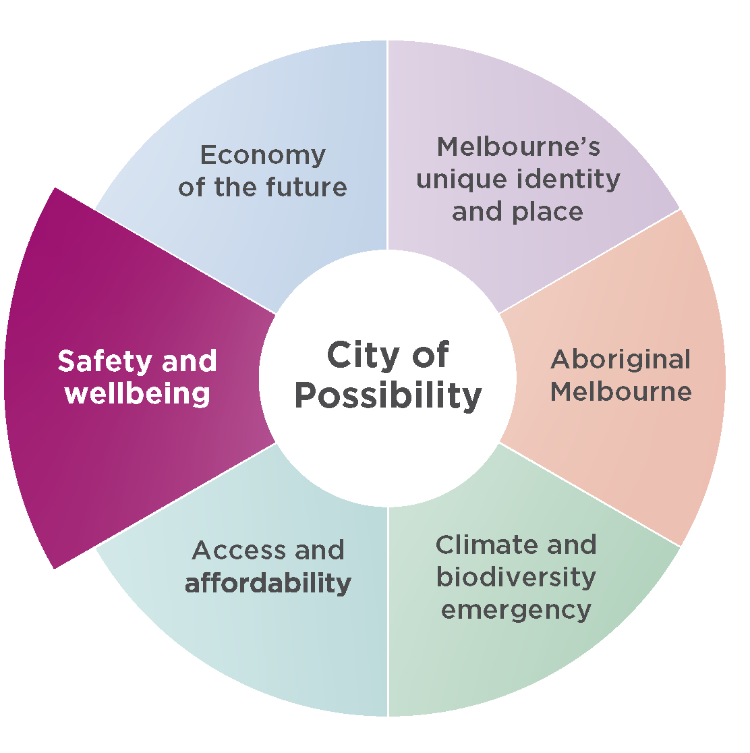 Economy
of the future
Melbourne's
unique identity
and place
Safety and
wellbeing
City of
Possibility
Aboriginal
Melbourne
Access and
affordability
Climate and
biodiversity
emergency